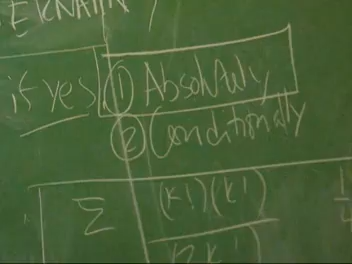 if yes ① Absolutely
② Conditionally
Σ (k!)(k!)